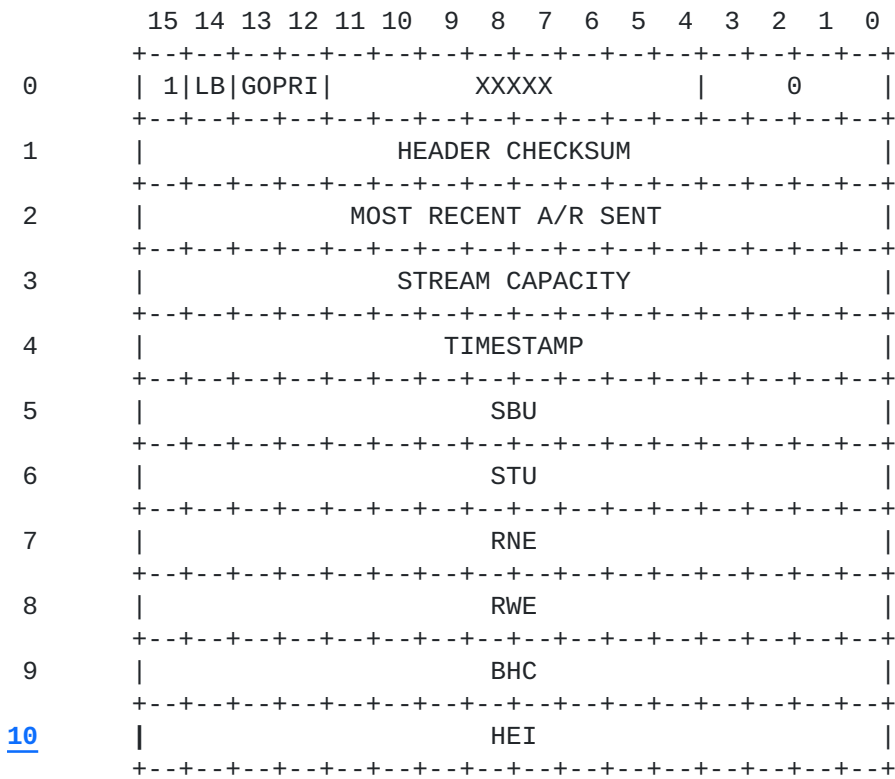 15 14 13 12 11 10 9 8 7 6 5 4 3 2 1 0
+--+--+--+--+--+--+--+--+--+--+--+--+--+--+--+--+
0 | 1|LB|GOPRI| XXXXX | 0 |
+--+--+--+--+--+--+--+--+--+--+--+--+--+--+--+--+
1 | HEADER CHECKSUM |
+--+--+--+--+--+--+--+--+--+--+--+--+--+--+--+--+
2 | MOST RECENT A/R SENT |
+--+--+--+--+--+--+--+--+--+--+--+--+--+--+--+--+
3 | STREAM CAPACITY |
+--+--+--+--+--+--+--+--+--+--+--+--+--+--+--+--+
4 | TIMESTAMP |
+--+--+--+--+--+--+--+--+--+--+--+--+--+--+--+--+
5 | SBU |
+--+--+--+--+--+--+--+--+--+--+--+--+--+--+--+--+
6 | STU |
+--+--+--+--+--+--+--+--+--+--+--+--+--+--+--+--+
7 | RNE |
+--+--+--+--+--+--+--+--+--+--+--+--+--+--+--+--+
8 | RWE |
+--+--+--+--+--+--+--+--+--+--+--+--+--+--+--+--+
9 | BHC |
+--+--+--+--+--+--+--+--+--+--+--+--+--+--+--+--+
10 | HEI |
+--+--+--+--+--+--+--+--+--+--+--+--+--+--+--+--+